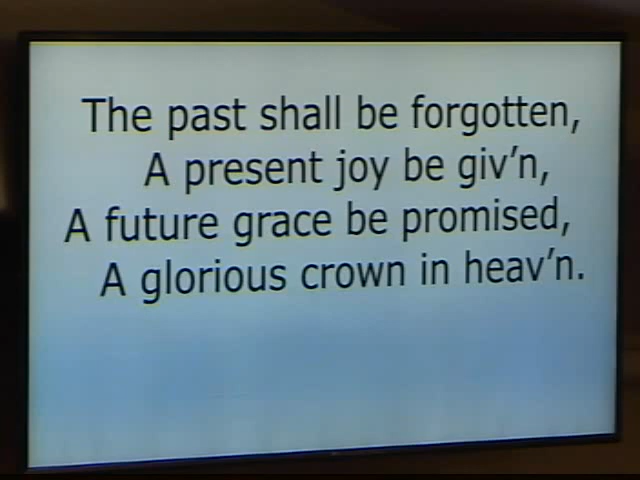 The past shall be forgotten,
A present joy be giv'n,
A future grace be promised,
A glorious crown in heav'n.